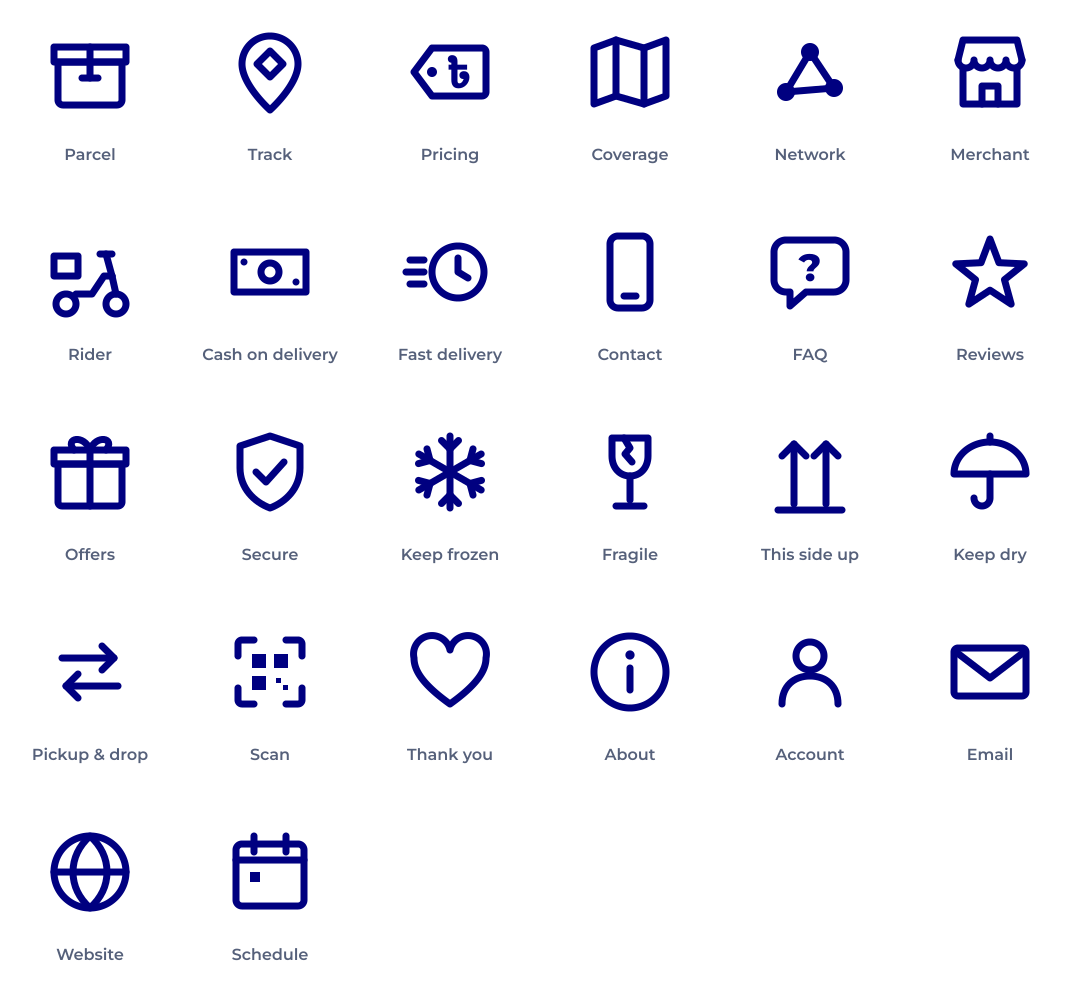 ৳
Parcel
Track
Pricing
Coverage
Network
Merchant
?
Rider
Cash on delivery
Fast delivery
Contact
FAQ
Reviews
Offers
Secure
Keep frozen
Fragile
This side up
Keep dry
i
Pickup & drop
Scan
Thank you
About
Account
Email
Website
Schedule